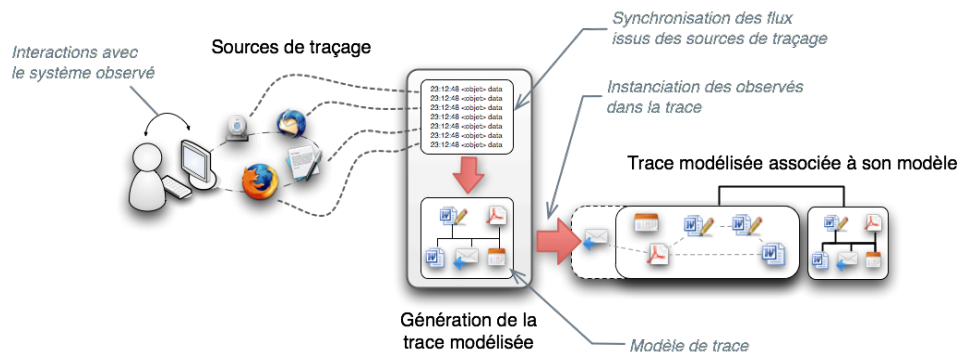 Interactions avec
le système observé
Sources de traçage
Synchronisation des flux
issus des sources de traçage
Instanciation des observés
dans la trace
23:12:48 <objet> data
23:12:48 <objet> data
23:12:48 <objet> data
23:12:48 <objet> data
23:12:48 <objet> data
23:12:48 <objet> data
23:12:48 <objet> data
Trace modélisée associée à son modèle
Génération de la
trace modélisée
Modèle de trace